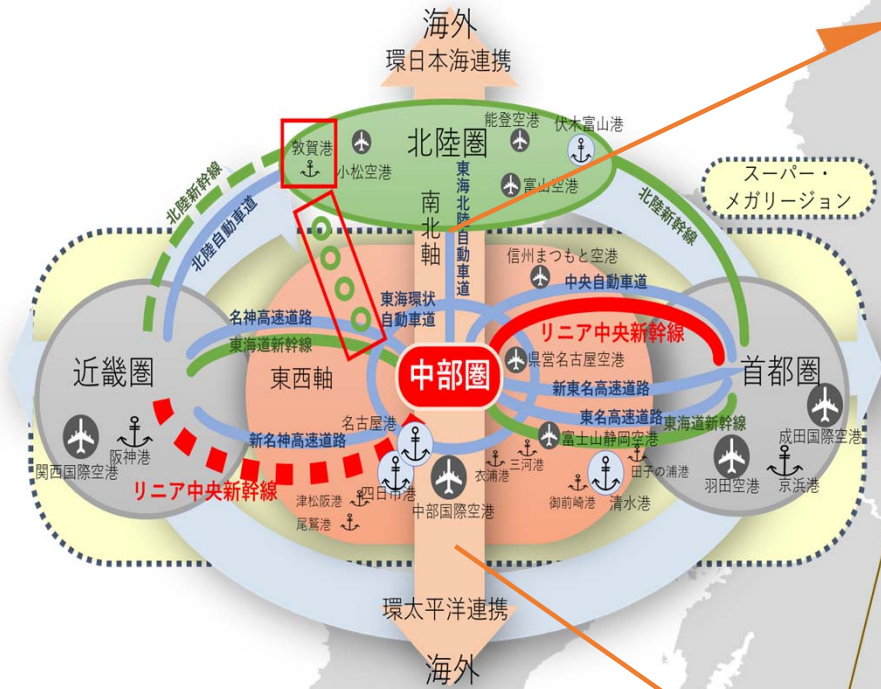 海外
環日本海連携
北陸圏
能登空港
伏木富山港
敦賀港
小松空港
富山空港
北陸新幹線
北陸自動車道
南北軸
東海北陸自動車道
北陸新幹線
スーパー・
メガリージョン
信州まつもと空港
中央自動車道
東海環状
自動車道
名神高速道路
東海道新幹線
リニア中央新幹線
近畿圏
東西軸
中部圏
県営名古屋空港
首都圏
新東名高速道路
東名高速道路
東海道新幹線
名古屋港
新名神高速道路
富士山静岡空港
成田国際空港
関西国際空港
阪神港
リニア中央新幹線
四日市港
中部国際空港
衣浦港
三河港
田子の浦港
御前崎港
清水港
羽田空港
京浜港
津松阪港
尾鷲港
環太平洋連携
海外